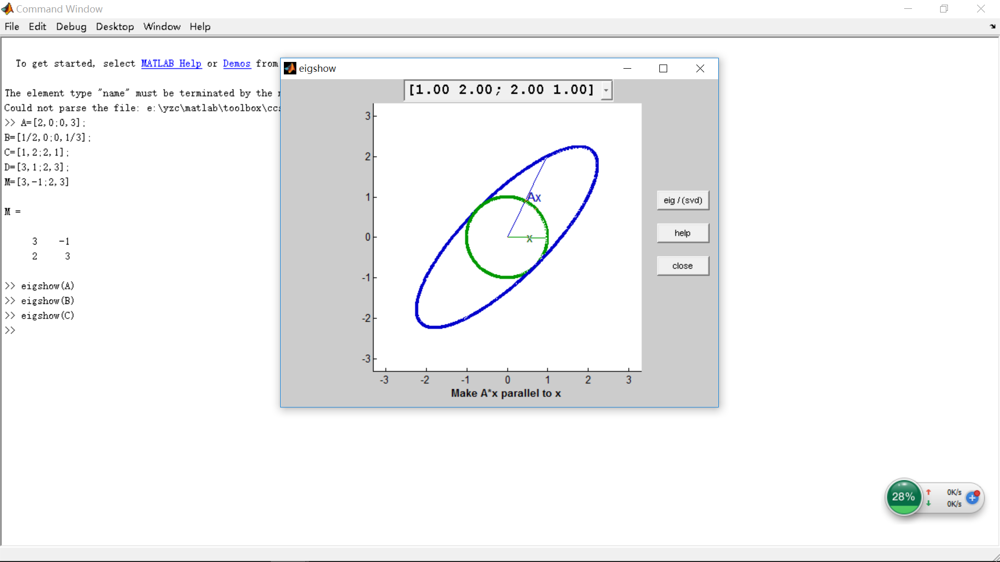 Command Window
File Edit Debug Desktop Window Help
To get started, select MATLAB Help or Demos from
The element type "name" must be terminated by the
Could not parse the file: e:\yzc\matlab\toolbox\ccs
>> A=[2,0;0,3];
B=[1/2,0;0,1/3];
C=[1,2;2,1];
D=[3,1;2,3];
M=[3,-1;2,3]
M =
3 -1
2 3
>> eigshow(A)
>> eigshow(B)
>> eigshow(C)
>>
eigshow
[1.00 2.00; 2.00 1.00]
3
2
1
0
-1
-2
-3
Ax
x
-3 -2 -1 0 1 2 3
Make A*x parallel to x
eig / (svd)
help
close
28%
0K/s
0K/s